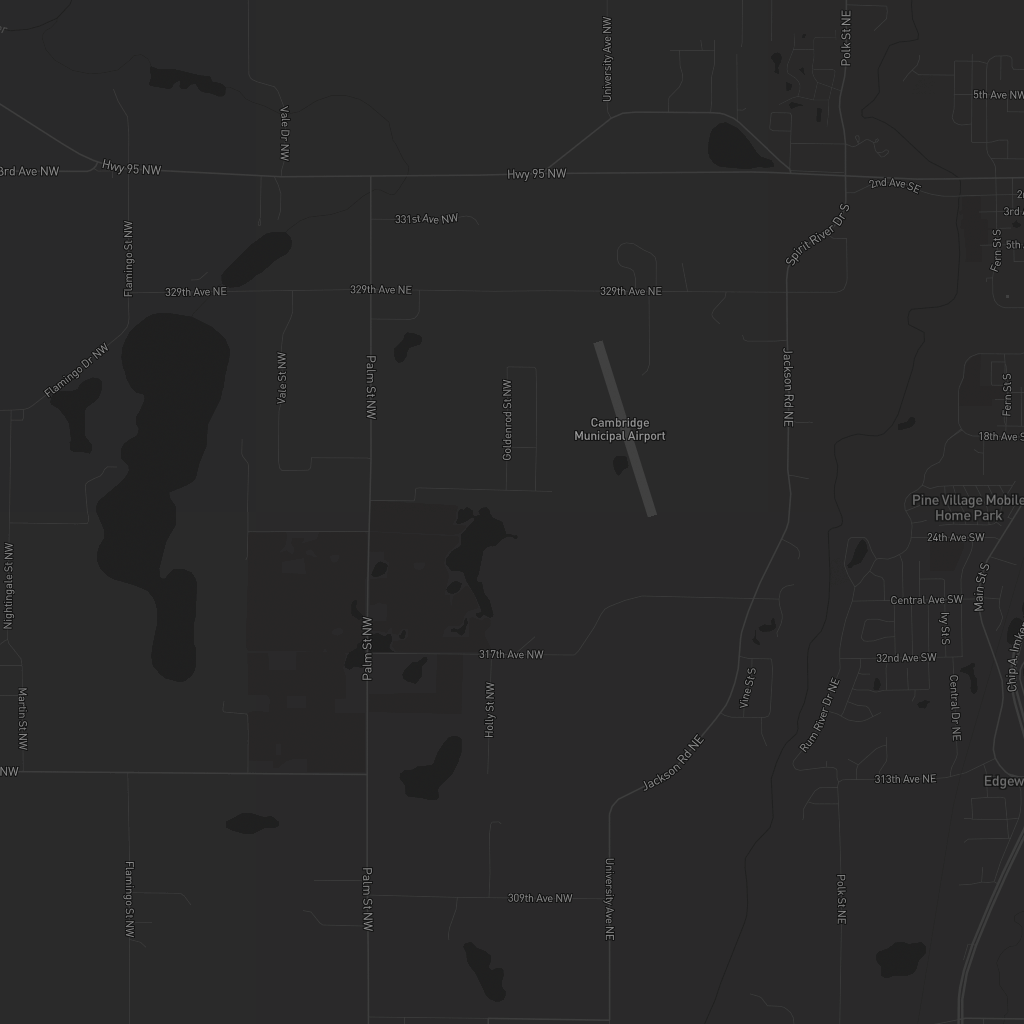 University Ave NW
Polk St NE
5th Ave NW
Vale Dr NW
3rd Ave NW
Hwy 95 NW
Hwy 95 NW
2nd Ave SE
331st Ave NW
Spirit River Dr S
3rd
5th
Fern St S
Flamingo St NW
329th Ave NE
329th Ave NE
329th Ave NE
Flamingo Dr NW
Vale St NW
Palm St NW
Goldenrod St NW
Jackson Rd NE
Fern St S
Cambridge
Municipal Airport
18th Ave S
Pine Village Mobile
Home Park
24th Ave SW
Nightingale St NW
Central Ave SW
Main St S
Ivy St S
Palm St NW
317th Ave NW
32nd Ave SW
Chip A. Imker
Martin St NW
Holly St NW
Vine St S
Rum River Dr NE
Central Dr NE
NW
Jackson Rd NE
313th Ave NE
Edgew
Flamingo St NW
Palm St NW
309th Ave NW
University Ave NE
Polk St NE